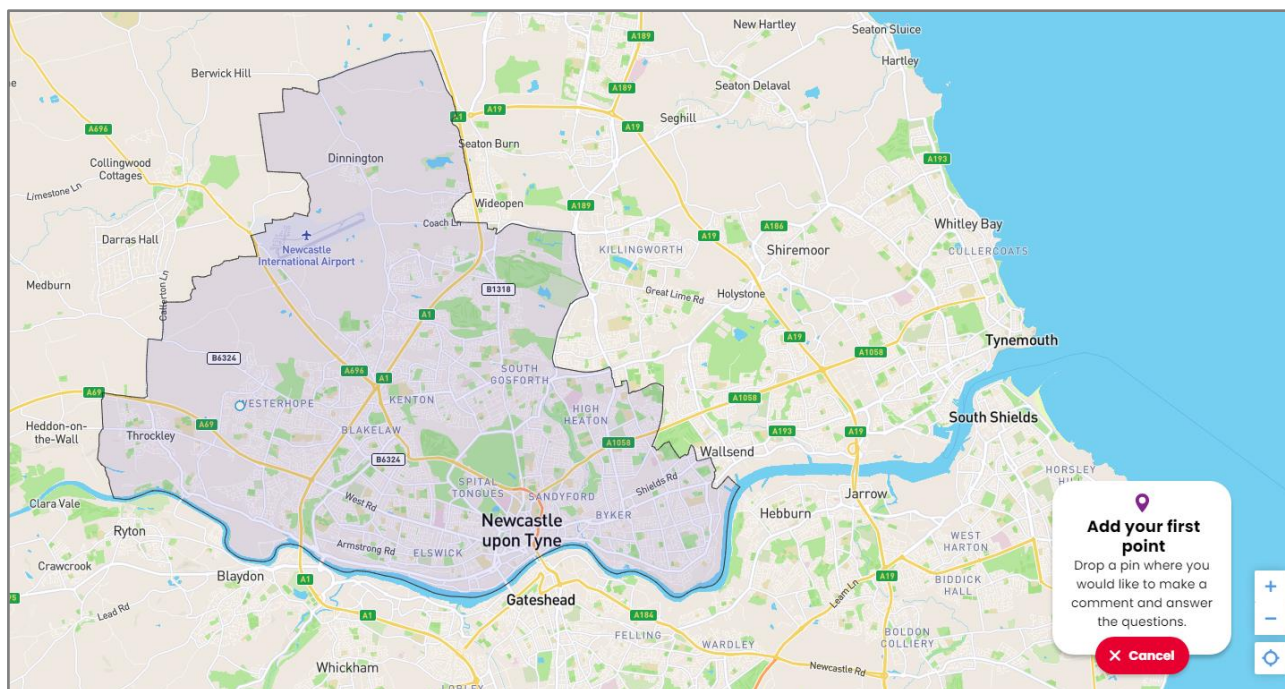 New Hartley
Seaton Sluice
A189
Hartley
Berwick Hill
Seaton Delaval
A189
A19
A1
Seghill
A696
A19
Seaton Burn
Dinnington
A193
Collingwood
Cottages
Limestone Ln
Wideopen
A189
Coach Ln
Whitley Bay
A186
Darras Hall
A19
Newcastle
International Airport
KILLINGWORTH
Shiremoor
CULLERCOATS
Medburn
Callerton Ln
B1318
Great Lime Rd
Holystone
A1
A19
Tynemouth
B6324
A1058
A696
A1
SOUTH
GOSFORTH
A69
WESTERHOPE
KENTON
A1058
HIGH
HEATON
South Shields
Heddon-on-
the-Wall
A69
BLAKELAW
A193
A19
Throckley
A1058
Wallsend
B6324
HORSLEY
SPITAL
TONGUES
Shields Rd
Clara Vale
West Rd
SANDYFORD
Jarrow
Hebburn
BYKER
Newcastle
upon Tyne
Ryton
Armstrong Rd
ELSWICK
WEST
HARTON
Crawcrook
Blaydon
A1
Gateshead
A19
BIDDICK
HALL
Leam Ln
Lead Rd
A1
A184
FELLING
WARDLEY
BOLDON
COLLIERY
Whickham
Newcastle Rd
Add your first
point
Drop a pin where you
would like to make a
comment and answer
the questions.
Cancel